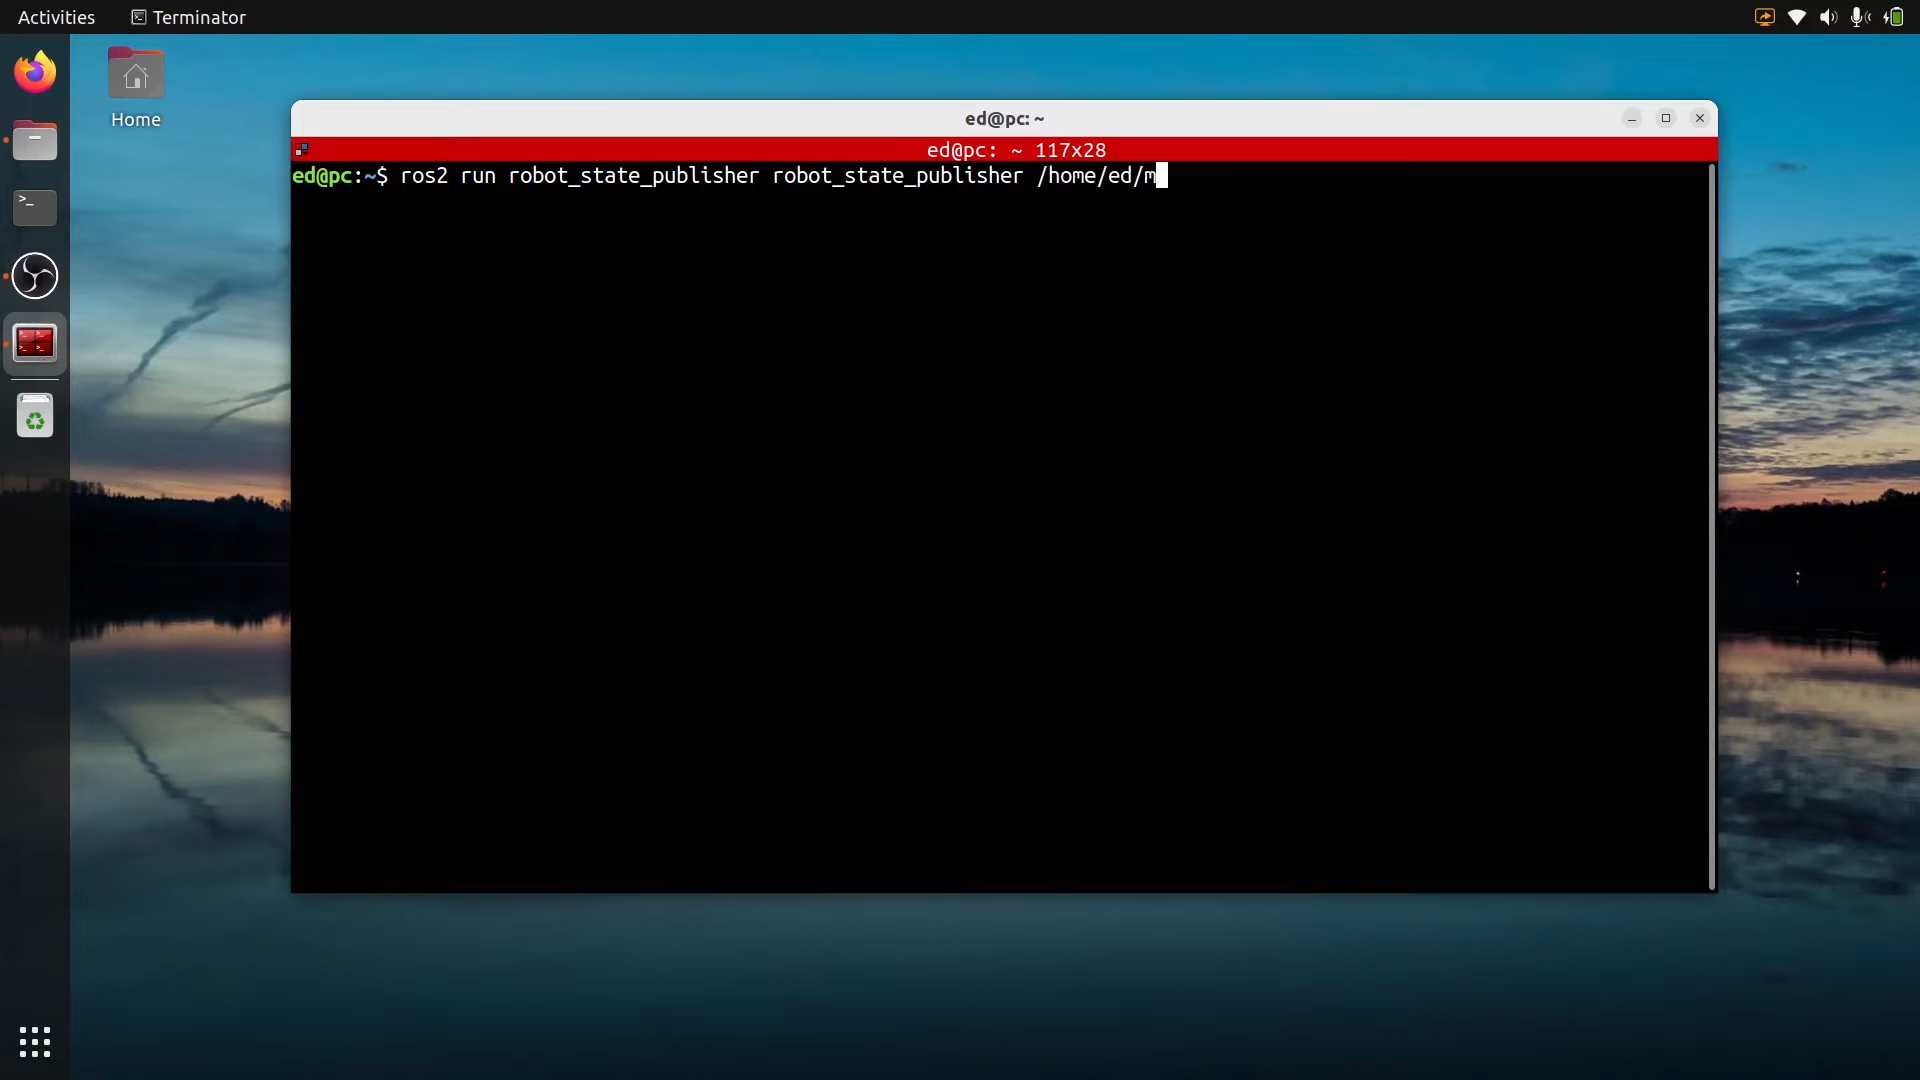 Activities
Terminator
Home
ed@pc: ~
ed@pc: ~ 117x28
ed@pc:~$ ros2 run robot_state_publisher robot_state_publisher /home/ed/m